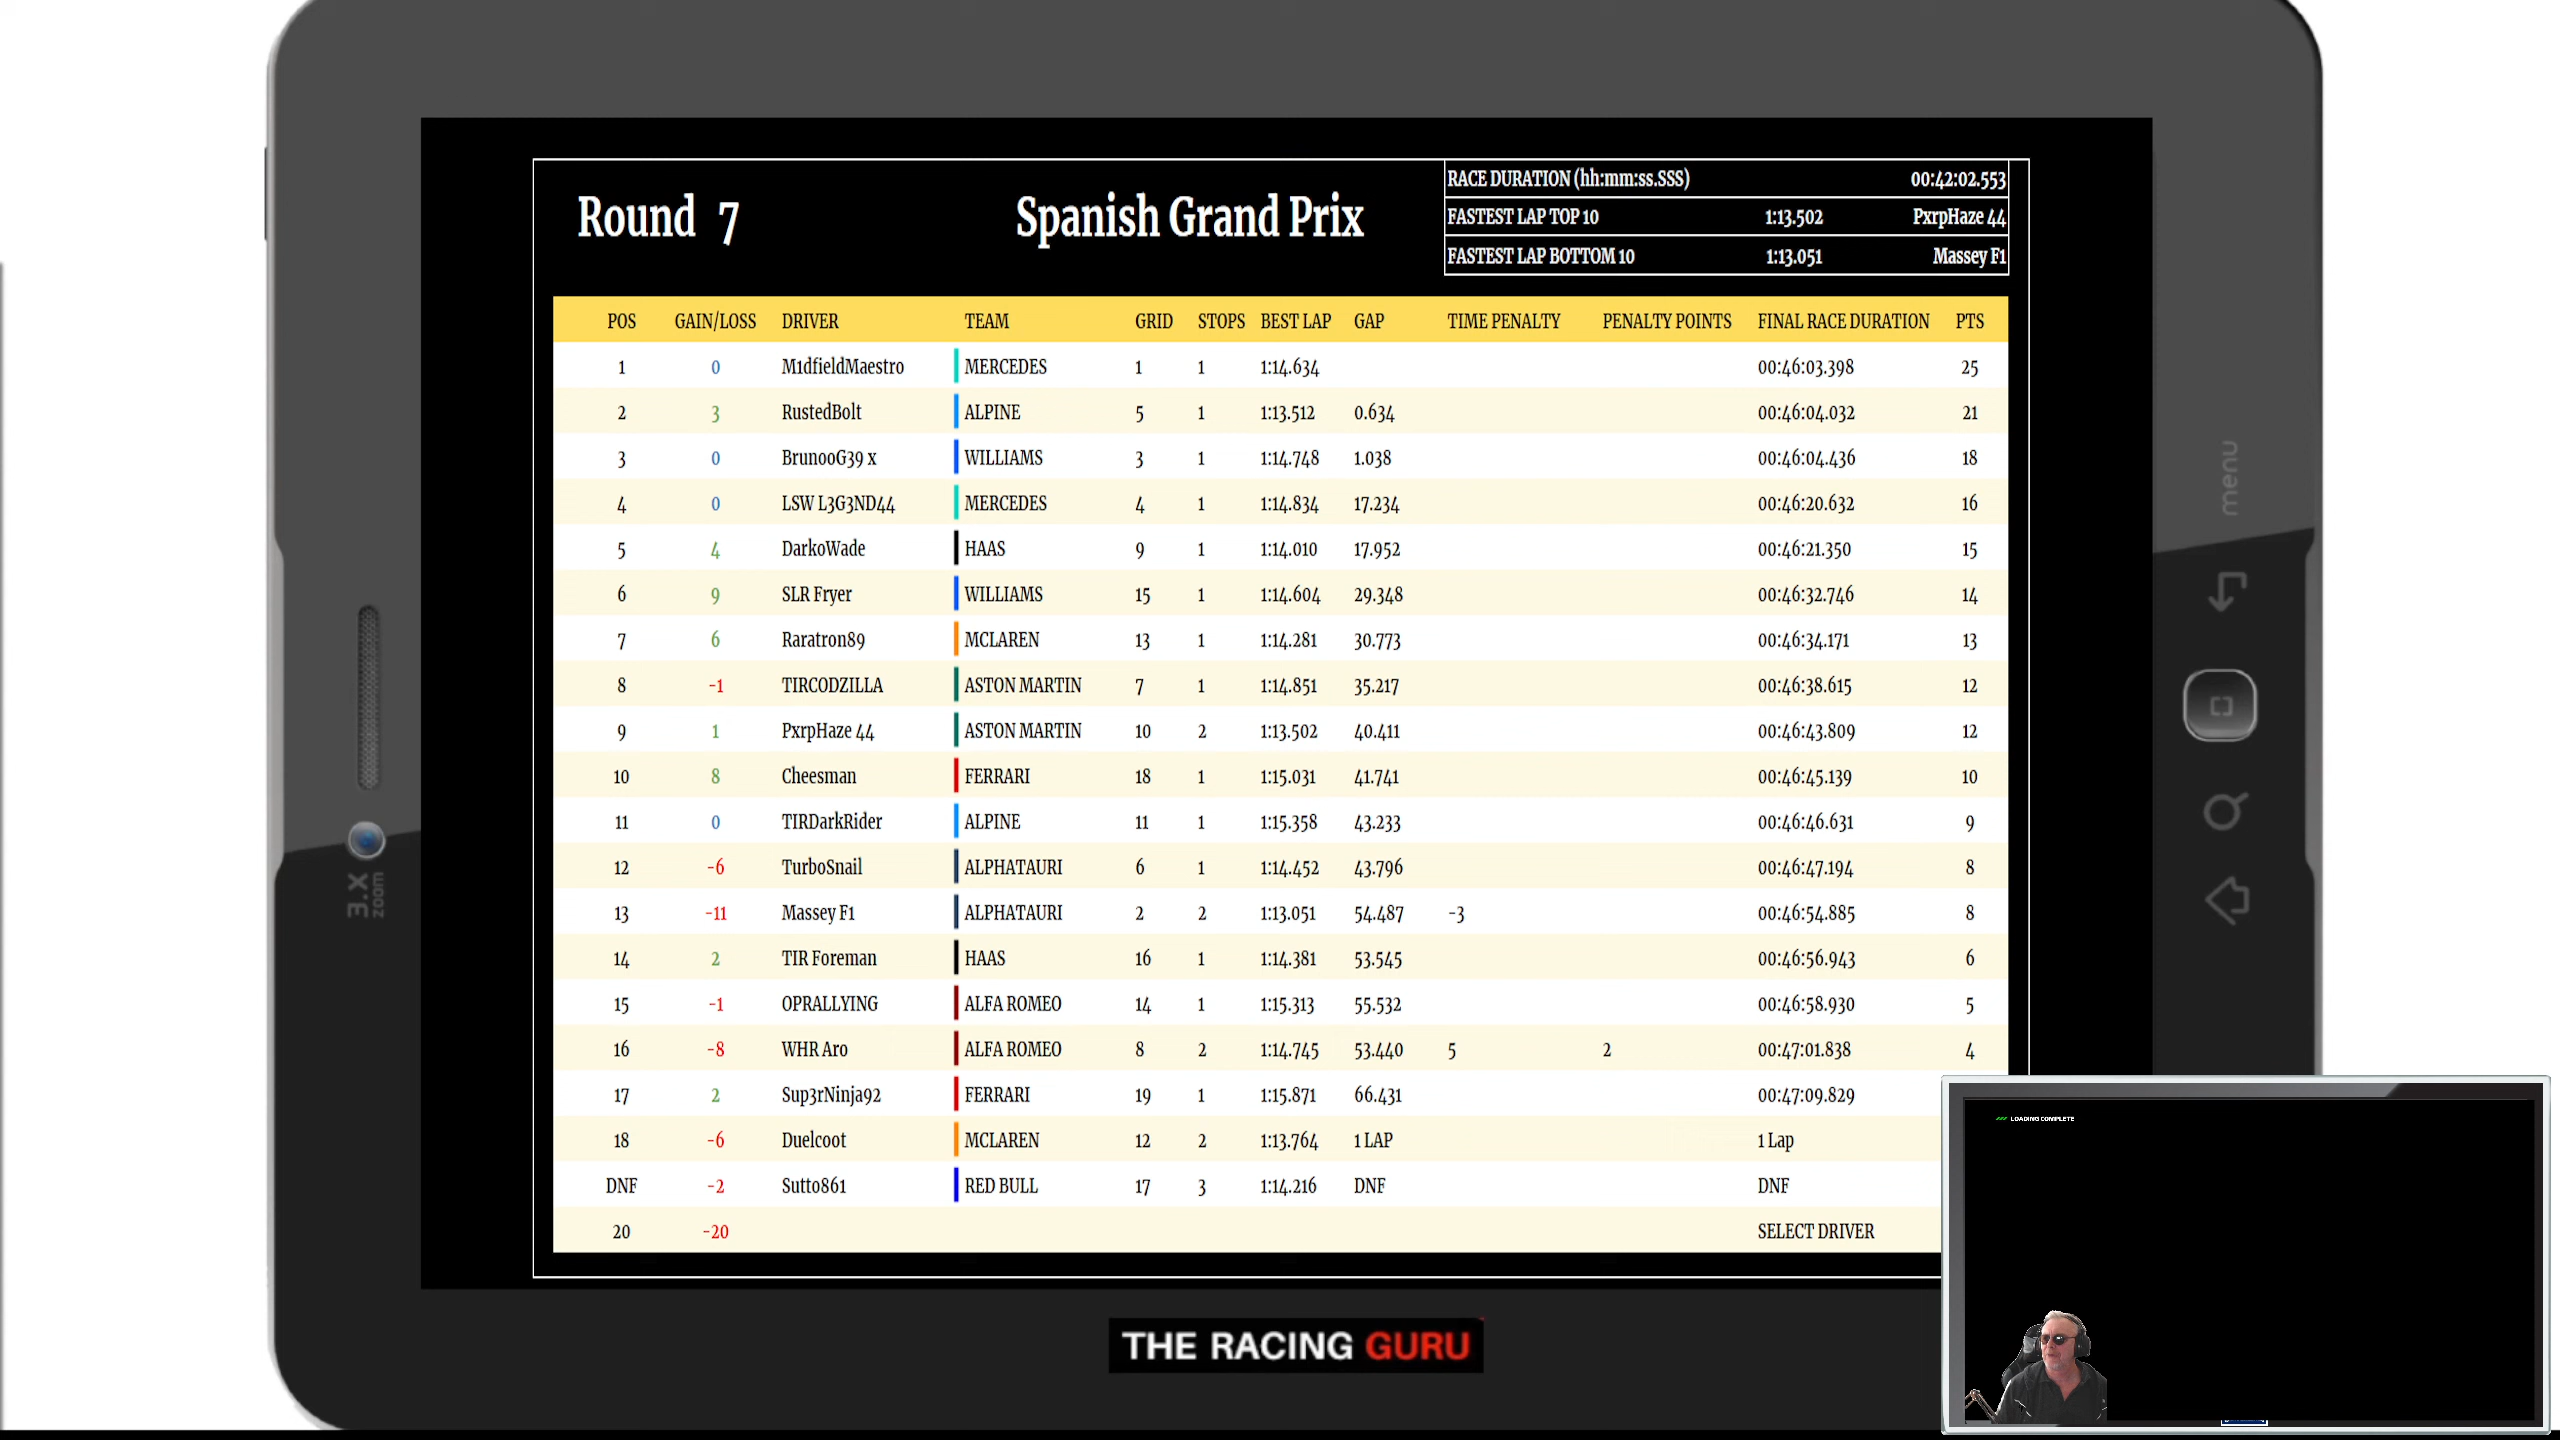 Round 7
Spanish Grand Prix
RACE DURATION (hh:mm:ss.SSS) 00:42:02.553
FASTEST LAP TOP 10 1:13.502 PxrpHaze 44
FASTEST LAP BOTTOM 10 1:13.051 Massey F1
POS GAIN/LOSS DRIVER TEAM GRID STOPS BEST LAP GAP TIME PENALTY PENALTY POINTS FINAL RACE DURATION PTS
1 0 M1dfieldMaestro MERCEDES 1 1 1:14.634 00:46:03.398 25
2 3 RustedBolt ALPINE 5 1 1:13.512 0.634 00:46:04.032 21
3 0 BrunooG39 x WILLIAMS 3 1 1:14.748 1.038 00:46:04.436 18
4 0 LSW L3G3ND44 MERCEDES 4 1 1:14.834 17.234 00:46:20.632 16
5 4 DarkoWade HAAS 9 1 1:14.010 17.952 00:46:21.350 15
6 9 SLR Fryer WILLIAMS 15 1 1:14.604 29.348 00:46:32.746 14
7 6 Raratron89 MCLAREN 13 1 1:14.281 30.773 00:46:34.171 13
8 -1 TIRCODZILLA ASTON MARTIN 7 1 1:14.851 35.217 00:46:38.615 12
9 1 PxrpHaze 44 ASTON MARTIN 10 2 1:13.502 40.411 00:46:43.809 12
10 8 Cheesman FERRARI 18 1 1:15.031 41.741 00:46:45.139 10
11 0 TIRDarkRider ALPINE 11 1 1:15.358 43.233 00:46:46.631 9
12 -6 TurboSnail ALPHATAURI 6 1 1:14.452 43.796 00:46:47.194 8
13 -11 Massey F1 ALPHATAURI 2 2 1:13.051 54.487 -3 00:46:54.885 8
14 2 TIR Foreman HAAS 16 1 1:14.381 53.545 00:46:56.943 6
15 -1 OPRALLYING ALFA ROMEO 14 1 1:15.313 55.532 00:46:58.930 5
16 -8 WHR Aro ALFA ROMEO 8 2 1:14.745 53.440 5 2 00:47:01.838 4
17 2 Sup3rNinja92 FERRARI 19 1 1:15.871 66.431 00:47:09.829
18 -6 Duelcoot MCLAREN 12 2 1:13.764 1 LAP 1 Lap
DNF -2 Sutto861 RED BULL 17 3 1:14.216 DNF DNF
20 -20 SELECT DRIVER
THE RACING GURU
menu
3.X
zoom
LOADING COMPLETE